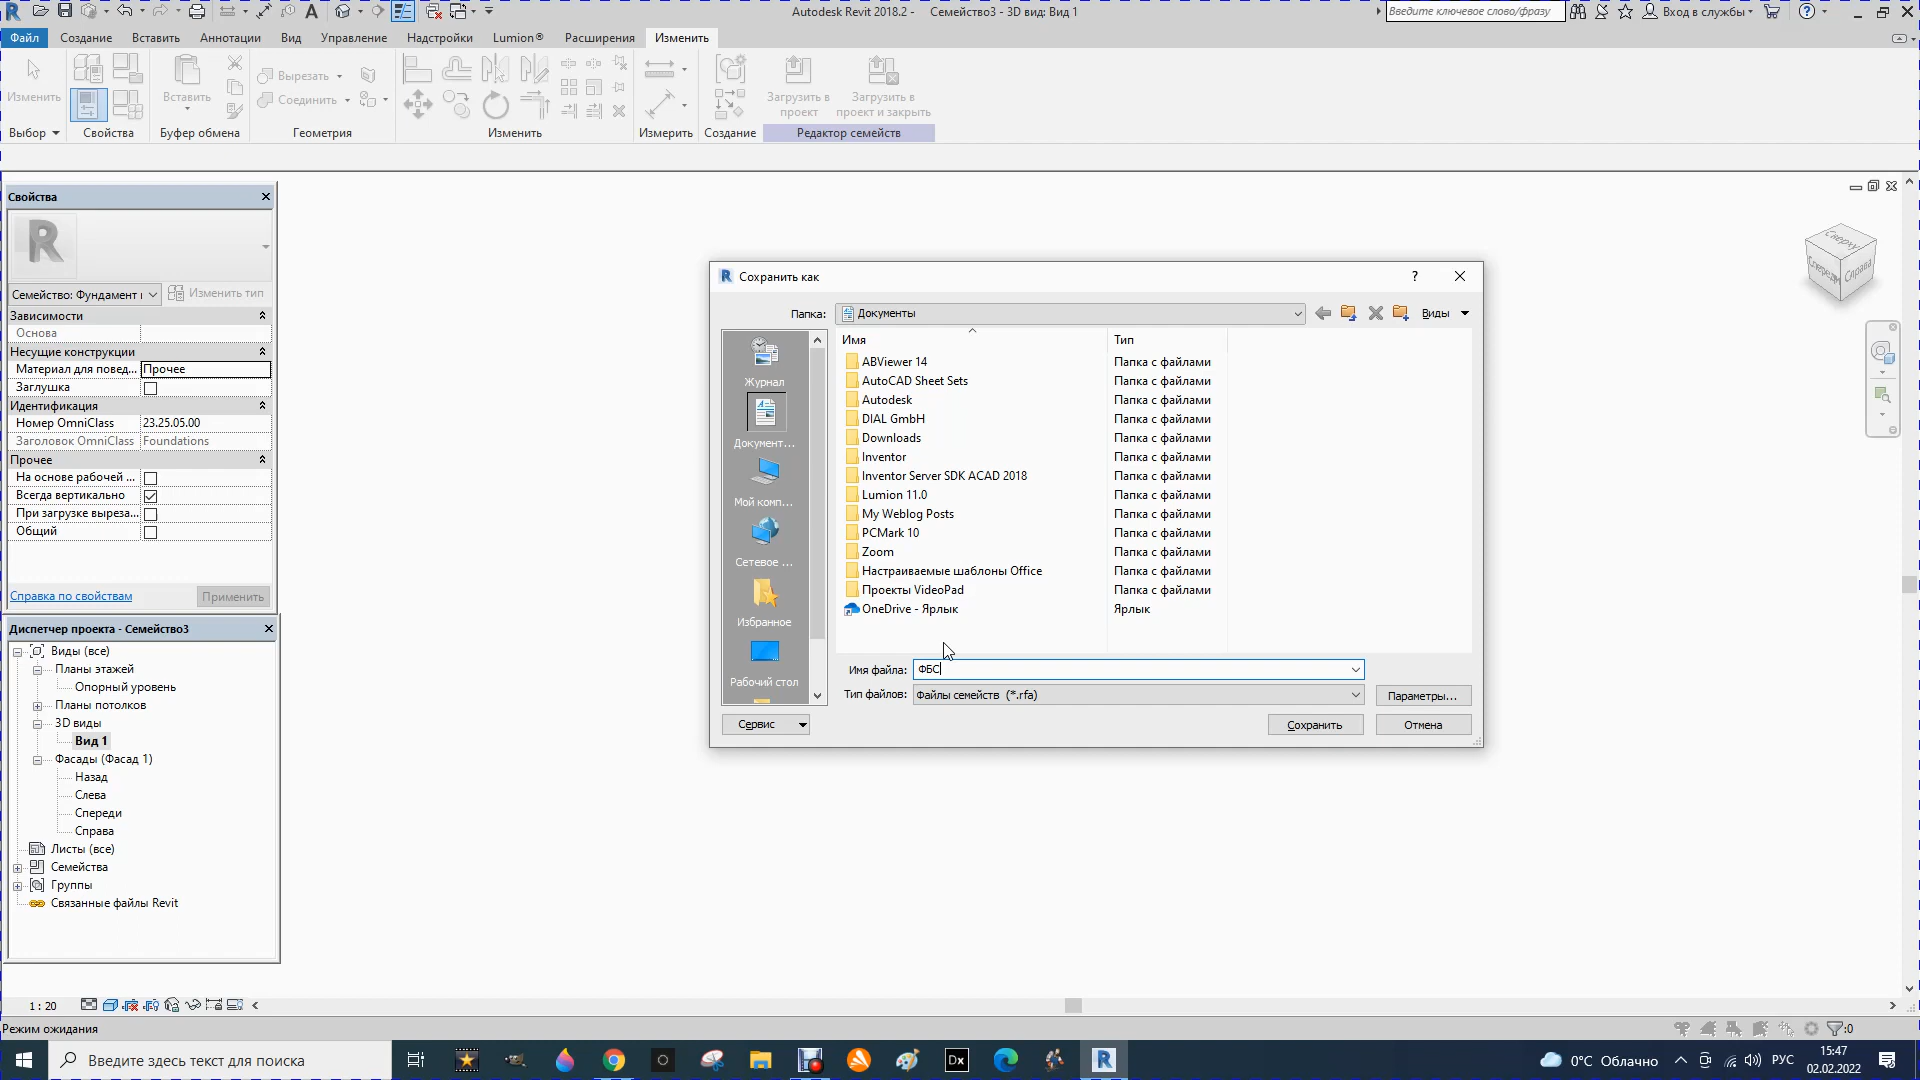 Autodesk Revit 2018.2 - Семейство3 - 3D вид: Вид 1
Введите ключевое слово/фразу
Вход в службы
Файл Создание Вставить Аннотации Вид Управление Надстройки Lumion® Расширения Изменить
Изменить
Вставить
Вырезать
Соединить
Загрузить в проект
Загрузить в проект и закрыть
Выбор Свойства Буфер обмена Геометрия Изменить Измерить Создание Редактор семейств
Свойства
Семейство: Фундамент
Изменить тип
Зависимости
Основа
Несущие конструкции
Материал для повед... Прочее
Заглушка
Идентификация
Номер OmniClass 23.25.05.00
Заголовок OmniClass Foundations
Прочее
На основе рабочей ...
Всегда вертикально
При загрузке выреза...
Общий
Справка по свойствам
Применить
Диспетчер проекта - Семейство3
Виды (все)
Планы этажей
Опорный уровень
Планы потолков
3D виды
Вид 1
Фасады (Фасад 1)
Назад
Слева
Спереди
Справа
Листы (все)
Семейства
Группы
Связанные файлы Revit
Сохранить как
Папка: Документы
Виды
Имя Тип
ABViewer 14 Папка с файлами
AutoCAD Sheet Sets Папка с файлами
Autodesk Папка с файлами
DIAL GmbH Папка с файлами
Downloads Папка с файлами
Inventor Папка с файлами
Inventor Server SDK ACAD 2018 Папка с файлами
Lumion 11.0 Папка с файлами
My Weblog Posts Папка с файлами
PCMark 10 Папка с файлами
Zoom Папка с файлами
Настраиваемые шаблоны Office Папка с файлами
Проекты VideoPad Папка с файлами
OneDrive - Ярлык Ярлык
Журнал
Документ...
Мой комп...
Сетевое ...
Избранное
Рабочий стол
Имя файла: ФБС
Тип файлов: Файлы семейств (*.rfa)
Параметры...
Сервис
Сохранить
Отмена
Сверху
Спереди
Справа
1 : 20
Режим ожидания
:0
Введите здесь текст для поиска
Dx
0°C Облачно
РУС
15:47
02.02.2022